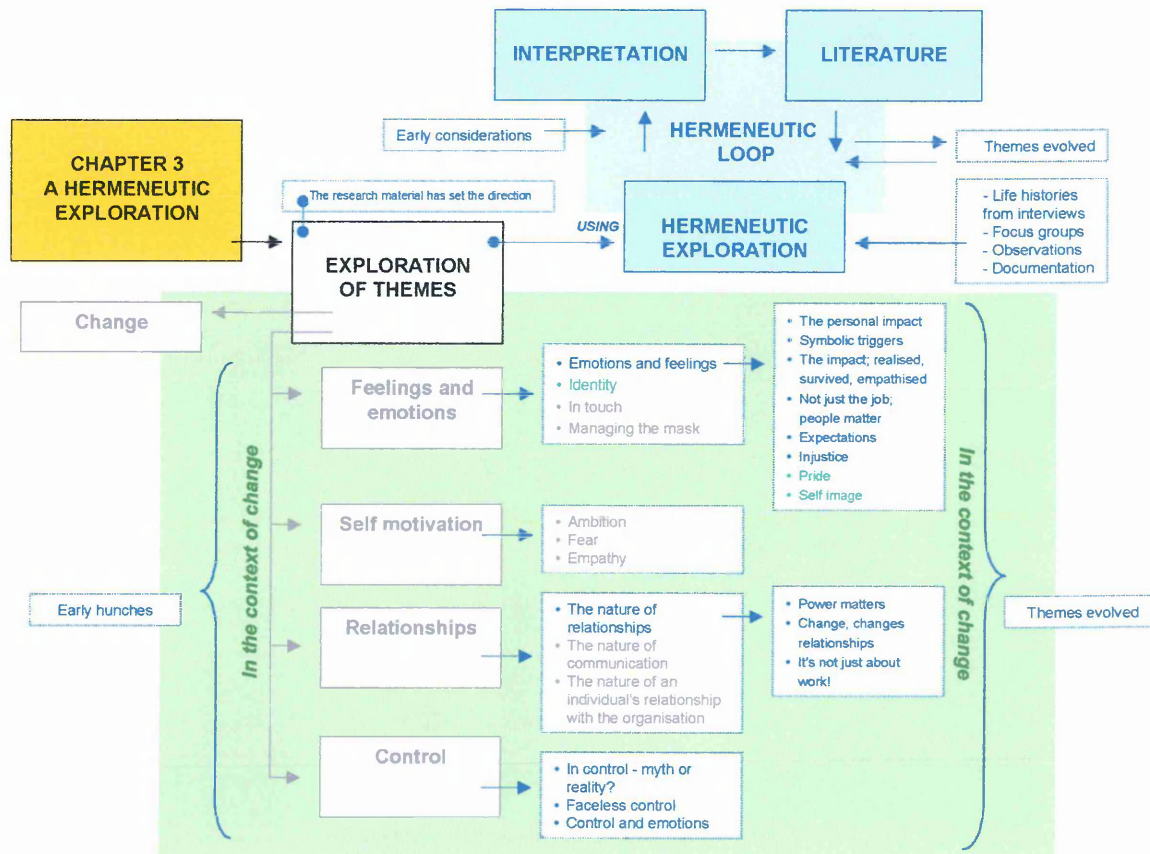 INTERPRETATION
LITERATURE
Early considerations
HERMENEUTIC
LOOP
Themes evolved
CHAPTER 3
A HERMENEUTIC
EXPLORATION
The research material has set the direction
EXPLORATION
OF THEMES
USING
HERMENEUTIC
EXPLORATION
- Life histories
from interviews
- Focus groups
- Observations
- Documentation
Change
Early hunches
In the context of change
Feelings and
emotions
• Emotions and feelings
• Identity
• In touch
• Managing the mask
• The personal impact
• Symbolic triggers
• The impact; realised,
survived, empathised
• Not just the job;
people matter
• Expectations
• Injustice
• Pride
• Self image
Self motivation
• Ambition
• Fear
• Empathy
Relationships
• The nature of
relationships
• The nature of
communication
• The nature of an
individual's relationship
with the organisation
• Power matters
• Change, changes
relationships
• It's not just about
work!
Control
• In control - myth or
reality?
• Faceless control
• Control and emotions
In the context of change
Themes evolved